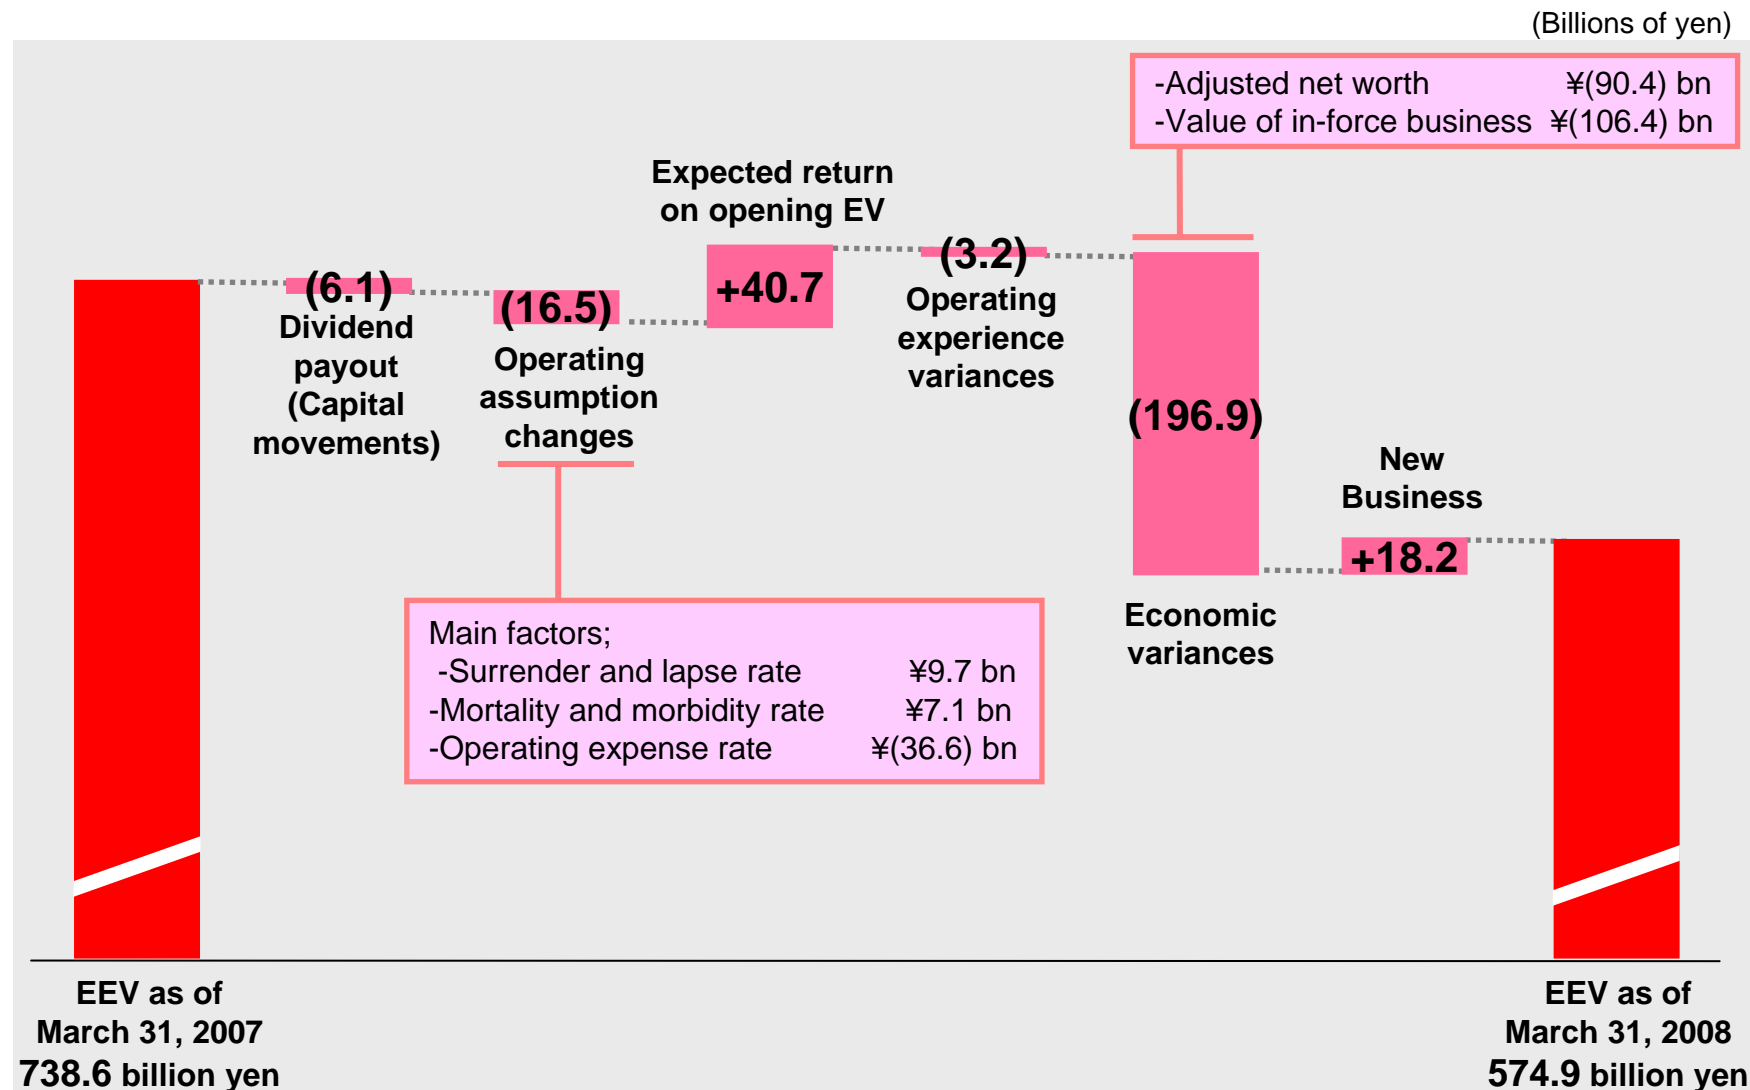 (Billions of yen)
-Adjusted net worth ¥(90.4) bn
-Value of in-force business ¥(106.4) bn
Expected return
on opening EV
(6.1)
Dividend
payout
(Capital
movements)
(16.5)
Operating
assumption
changes
+40.7
(3.2)
Operating
experience
variances
(196.9)
Economic
variances
New
Business
+18.2
Main factors;
-Surrender and lapse rate ¥9.7 bn
-Mortality and morbidity rate ¥7.1 bn
-Operating expense rate ¥(36.6) bn
EEV as of
March 31, 2007
738.6 billion yen
EEV as of
March 31, 2008
574.9 billion yen